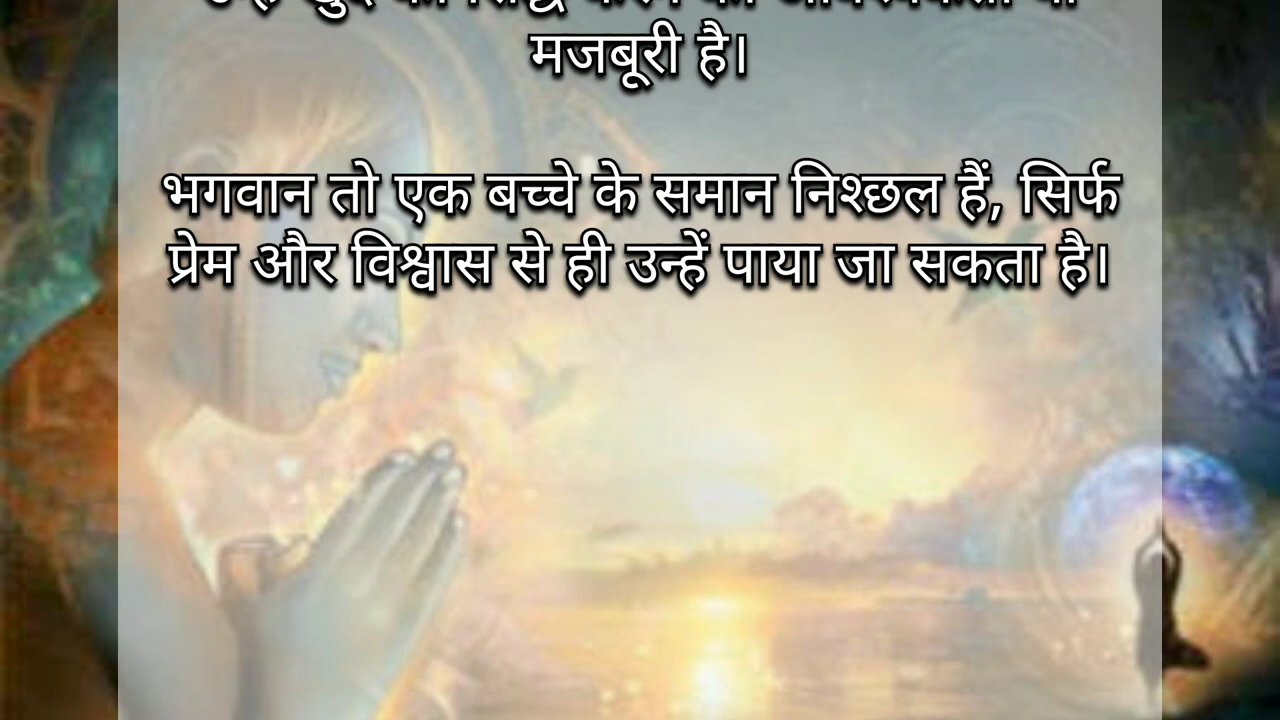 मजबूरी है।
भगवान तो एक बच्चे के समान निश्छल हैं, सिर्फ
प्रेम और विश्वास से ही उन्हें पाया जा सकता है।